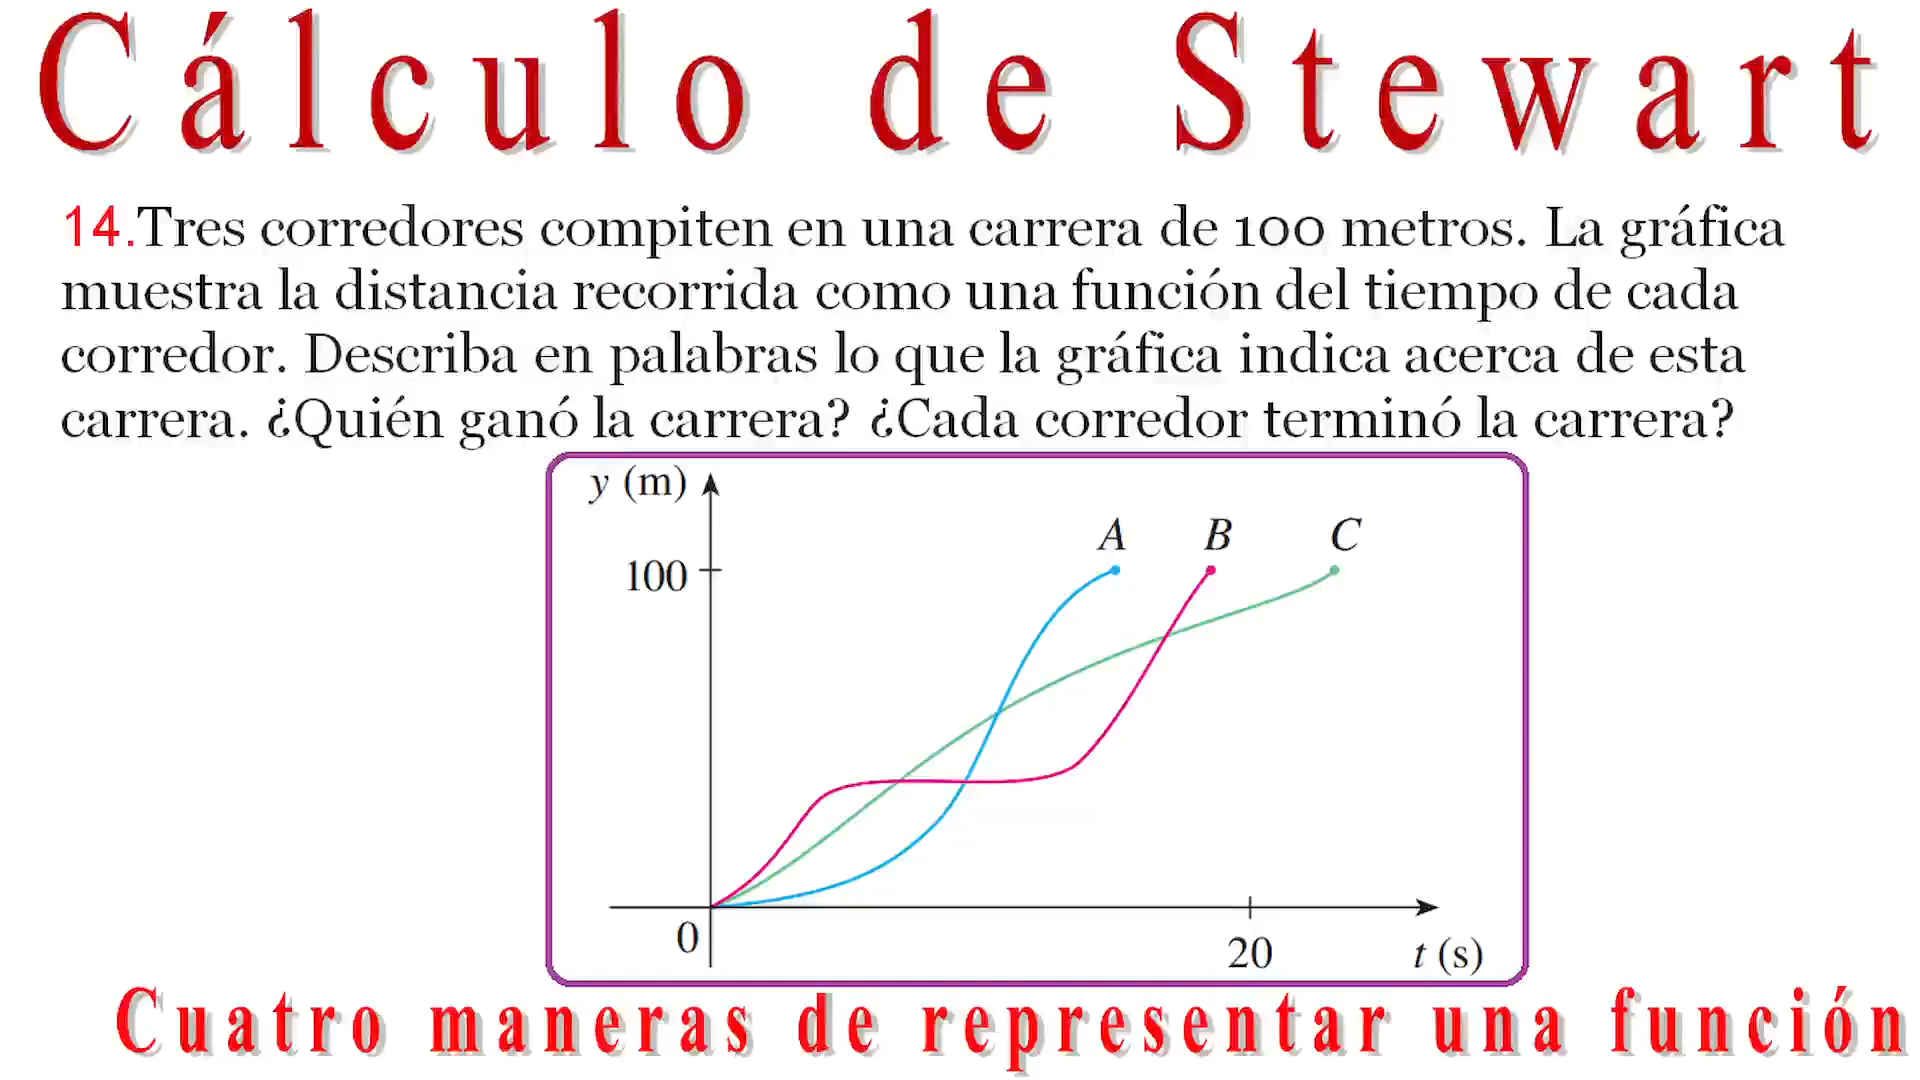 Cálculo de Stewart
14.Tres corredores compiten en una carrera de 100 metros. La gráfica
muestra la distancia recorrida como una función del tiempo de cada
corredor. Describa en palabras lo que la gráfica indica acerca de esta
carrera. ¿Quién ganó la carrera? ¿Cada corredor terminó la carrera?
y (m)
A B C
100
0 20 t (s)
Cuatro maneras de representar una función